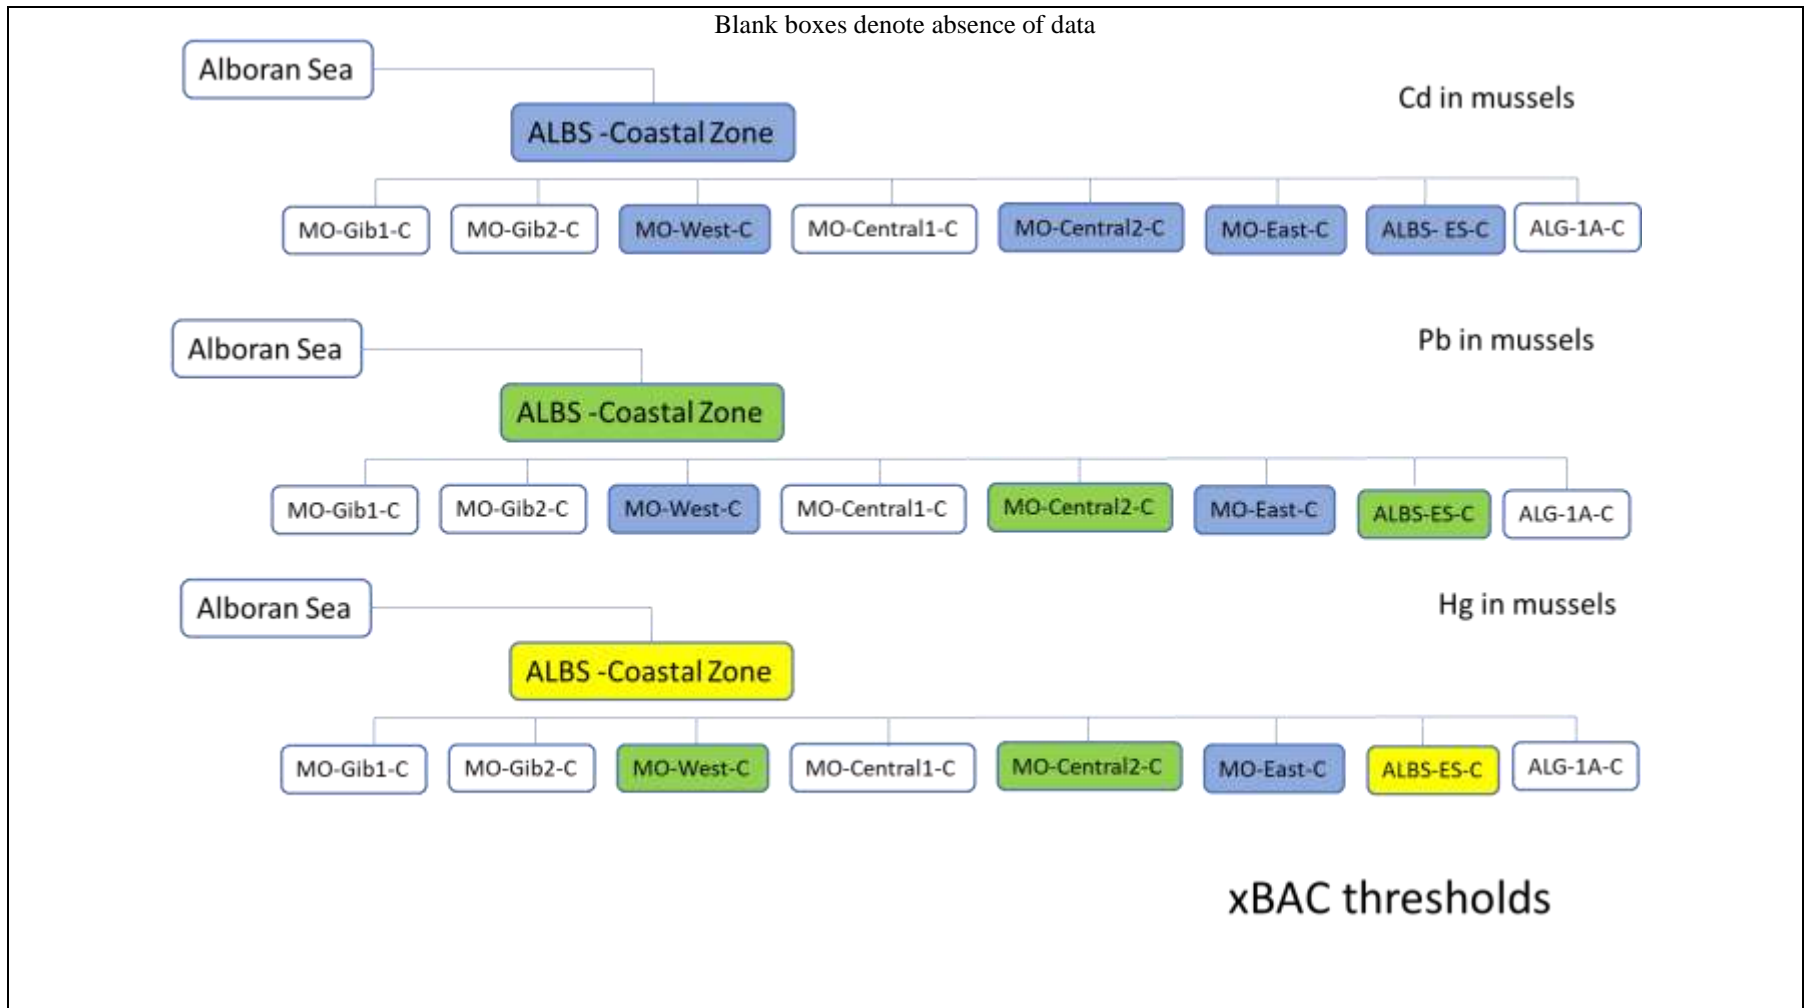 Blank boxes denote absence of data
Alboran Sea
Cd in mussels
ALBS -Coastal Zone
MO-Gib1-C MO-Gib2-C MO-West-C MO-Central1-C MO-Central2-C MO-East-C ALBS- ES-C ALG-1A-C
Alboran Sea
Pb in mussels
ALBS -Coastal Zone
MO-Gib1-C MO-Gib2-C MO-West-C MO-Central1-C MO-Central2-C MO-East-C ALBS-ES-C ALG-1A-C
Alboran Sea
Hg in mussels
ALBS -Coastal Zone
MO-Gib1-C MO-Gib2-C MO-West-C MO-Central1-C MO-Central2-C MO-East-C ALBS-ES-C ALG-1A-C
xBAC thresholds